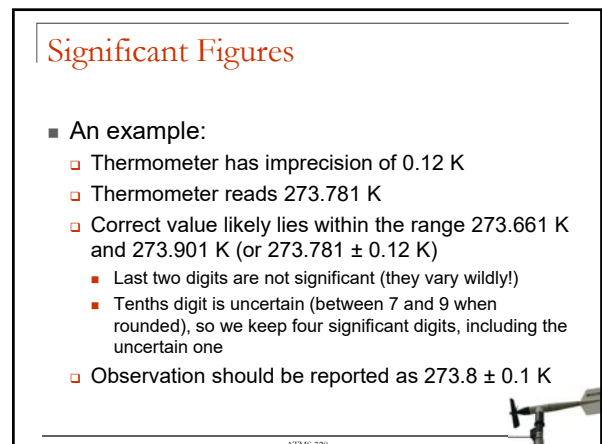 Significant Figures
■ An example:
❑ Thermometer has imprecision of 0.12 K
❑ Thermometer reads 273.781 K
❑ Correct value likely lies within the range 273.661 K
and 273.901 K (or 273.781 ± 0.12 K)
■ Last two digits are not significant (they vary wildly!)
■ Tenths digit is uncertain (between 7 and 9 when
rounded), so we keep four significant digits, including the
uncertain one
❑ Observation should be reported as 273.8 ± 0.1 K